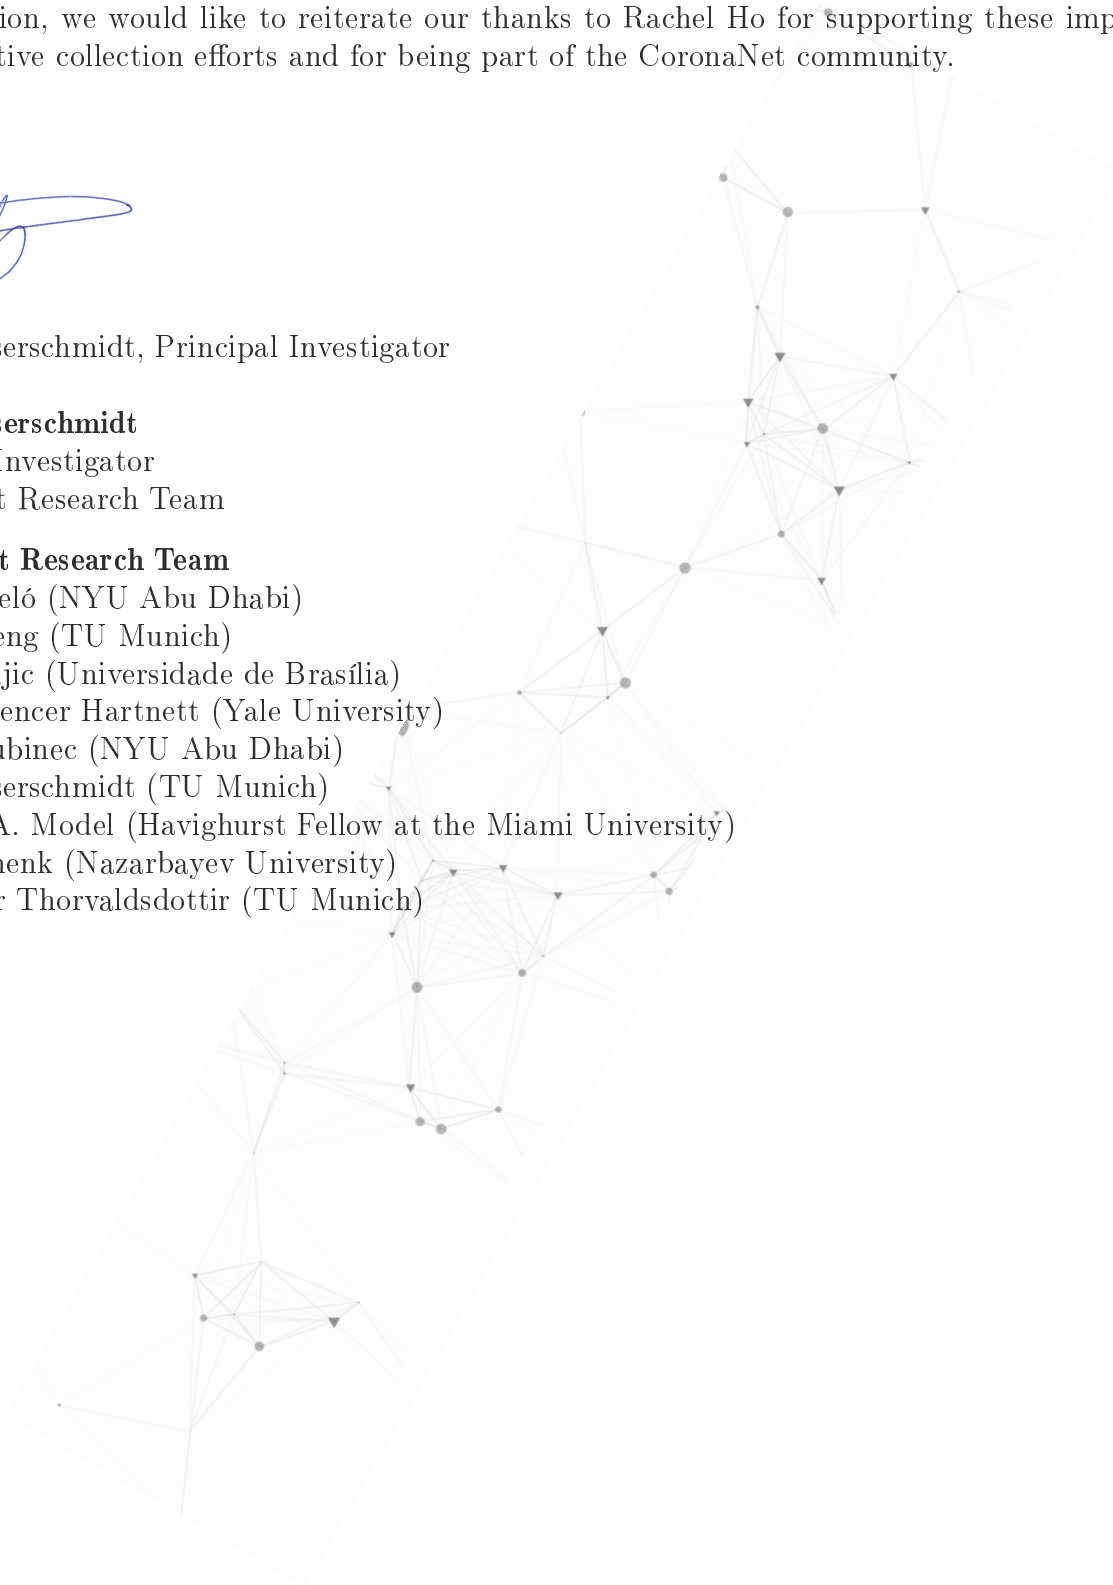 ion, we would like to reiterate our thanks to Rachel Ho for supporting these imp
tive collection efforts and for being part of the CoronaNet community.
serschmidt, Principal Investigator
serschmidt
Investigator
t Research Team
t Research Team
eló (NYU Abu Dhabi)
eng (TU Munich)
jic (Universidade de Brasília)
encer Hartnett (Yale University)
ubinec (NYU Abu Dhabi)
serschmidt (TU Munich)
A. Model (Havighurst Fellow at the Miami University)
henk (Nazarbayev University)
r Thorvaldsdottir (TU Munich)